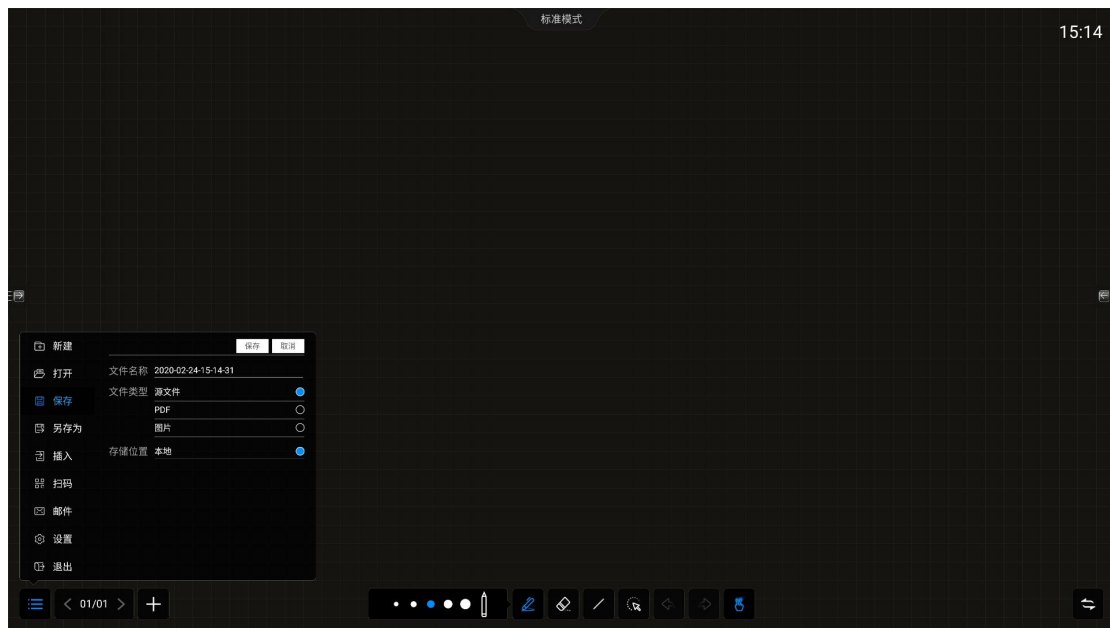 标准模式
15:14
新建
保存 取消
打开
文件名称 2020-02-24-15-14-31
文件类型 源文件
保存
PDF
另存为
图片
插入
存储位置 本地
扫码
邮件
设置
退出
01/01